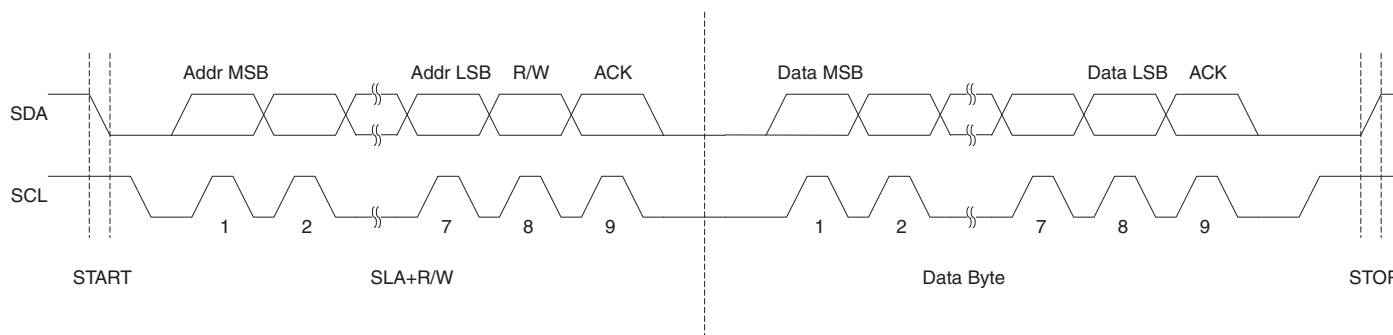 Addr MSB Addr LSB R/W ACK Data MSB Data LSB ACK
SDA
SCL
1 2 7 8 9 1 2 7 8 9
START SLA+R/W Data Byte STOP